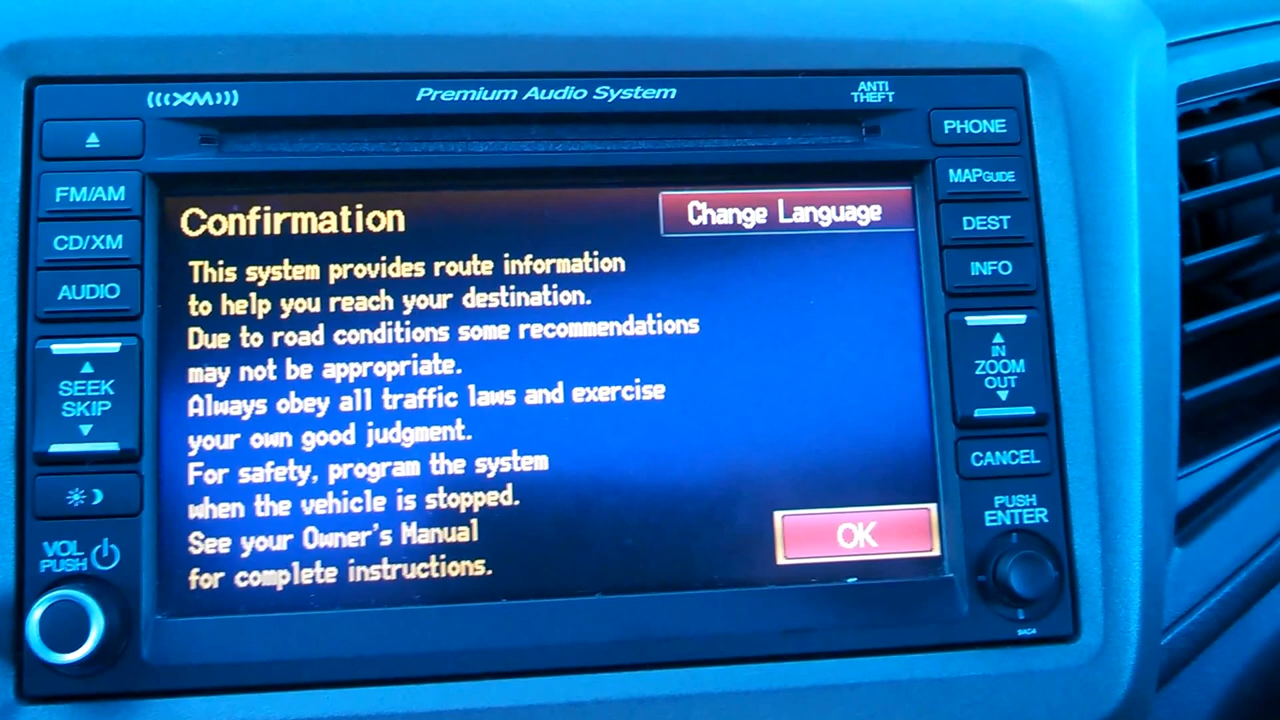 (((XM)))
Premium Audio System
ANTI
THEFT
PHONE
FM/AM
MAPGUIDE
CD/XM
DEST
AUDIO
INFO
Confirmation
Change Language
This system provides route information
to help you reach your destination.
Due to road conditions some recommendations
may not be appropriate.
Always obey all traffic laws and exercise
your own good judgment.
For safety, program the system
when the vehicle is stopped.
See your Owner's Manual
for complete instructions.
OK
SEEK
SKIP
IN
ZOOM
OUT
CANCEL
VOL
PUSH
PUSH
ENTER